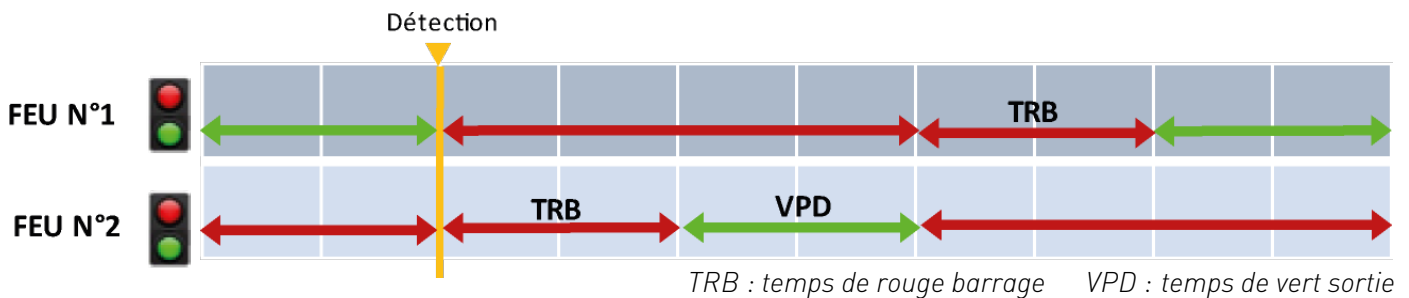 Détection
FEU N°1
TRB
FEU N°2
TRB
VPD
TRB : temps de rouge barrage VPD : temps de vert sortie